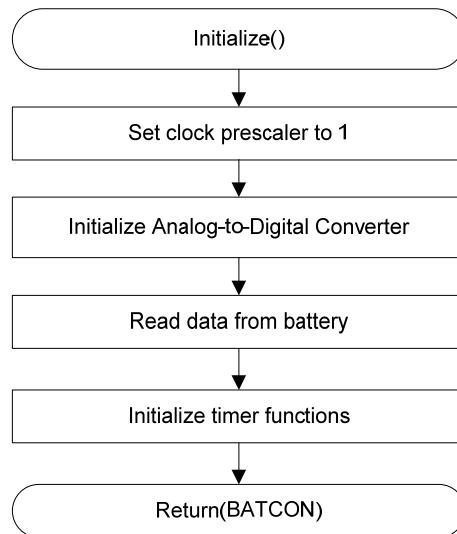 Initialize()
Set clock prescaler to 1
Initialize Analog-to-Digital Converter
Read data from battery
Initialize timer functions
Return(BATCON)